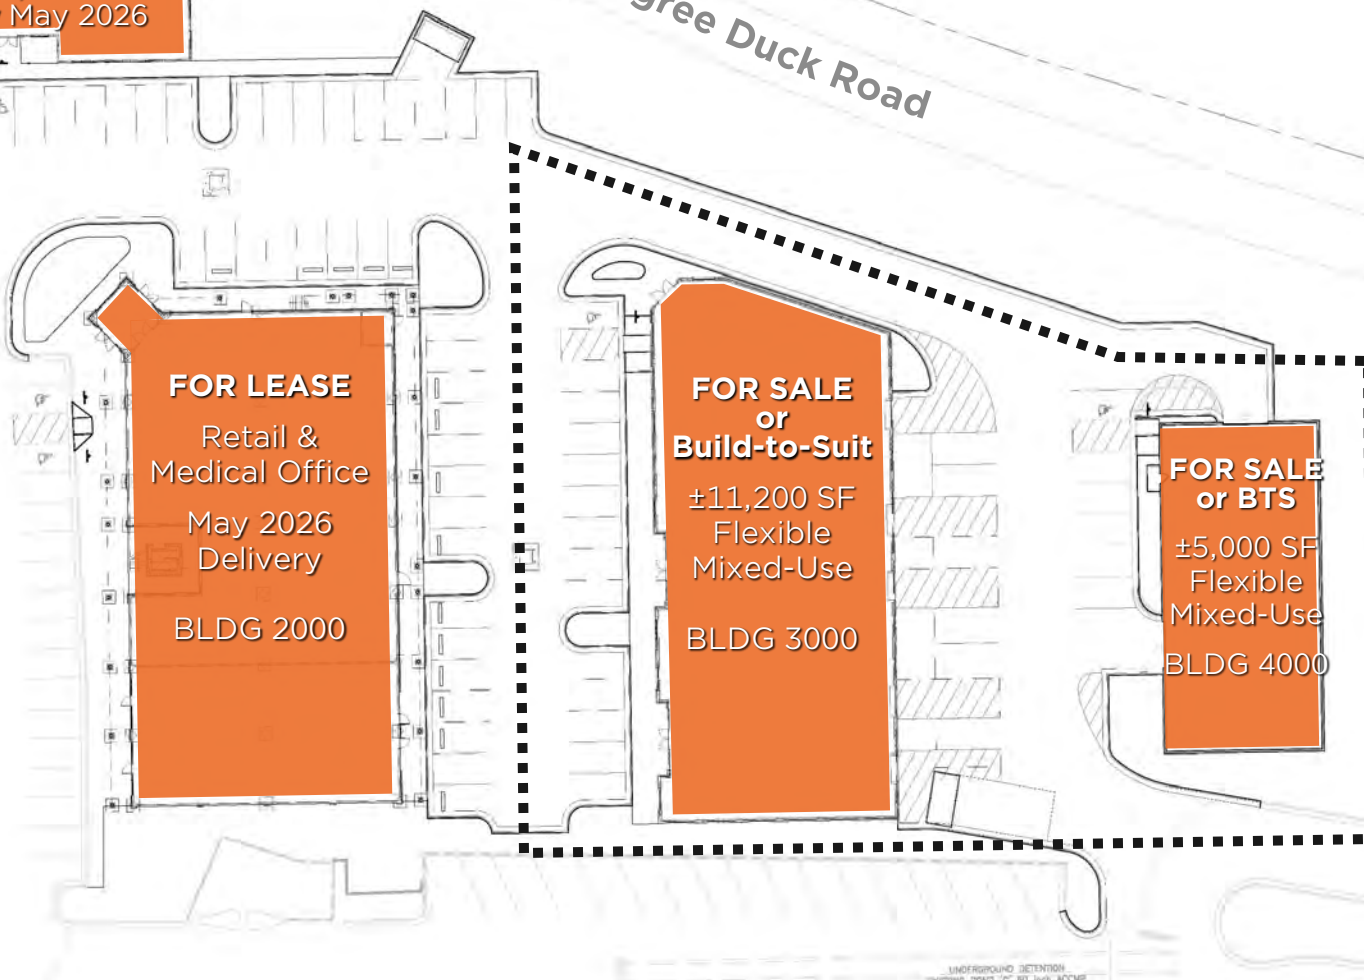 May 2026
gree Duck Road
FOR LEASE
Retail &
Medical Office
May 2026
Delivery
BLDG 2000
FOR SALE
or
Build-to-Suit
±11,200 SF
Flexible
Mixed-Use
BLDG 3000
FOR SALE
or BTS
±5,000 SF
Flexible
Mixed-Use
BLDG 4000
UNDERGROUND DETENTION